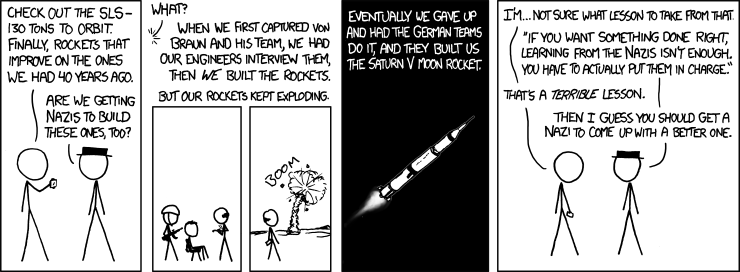 CHECK OUT THE SLS—
130 TONS TO ORBIT.
FINALLY, ROCKETS THAT
IMPROVE ON THE ONES
WE HAD 40 YEARS AGO.
ARE WE GETTING
NAZIS TO BUILD
THESE ONES, TOO?
WHAT?
WHEN WE FIRST CAPTURED VON
BRAUN AND HIS TEAM, WE HAD
OUR ENGINEERS INTERVIEW THEM,
THEN WE BUILT THE ROCKETS.
BUT OUR ROCKETS KEPT EXPLODING.
BOOM
EVENTUALLY WE GAVE UP
AND HAD THE GERMAN TEAMS
DO IT, AND THEY BUILT US
THE SATURN V MOON ROCKET.
I'M...NOT SURE WHAT LESSON TO TAKE FROM THAT.
"IF YOU WANT SOMETHING DONE RIGHT,
LEARNING FROM THE NAZIS ISN'T ENOUGH.
YOU HAVE TO ACTUALLY PUT THEM IN CHARGE."
THAT'S A TERRIBLE LESSON.
THEN I GUESS YOU SHOULD GET A
NAZI TO COME UP WITH A BETTER ONE.